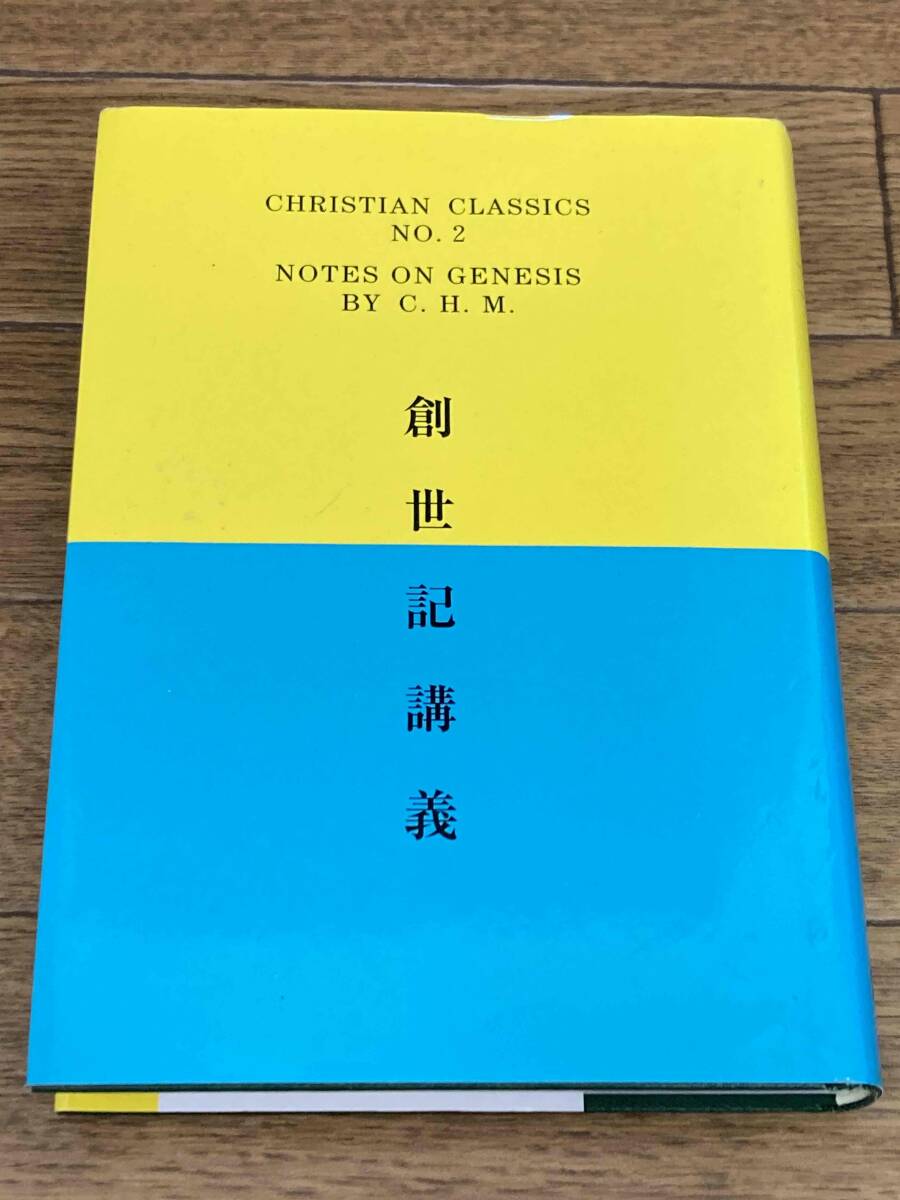 CHRISTIAN CLASSICS
NO. 2
NOTES ON GENESIS
BY C. H. M.
創世記講義